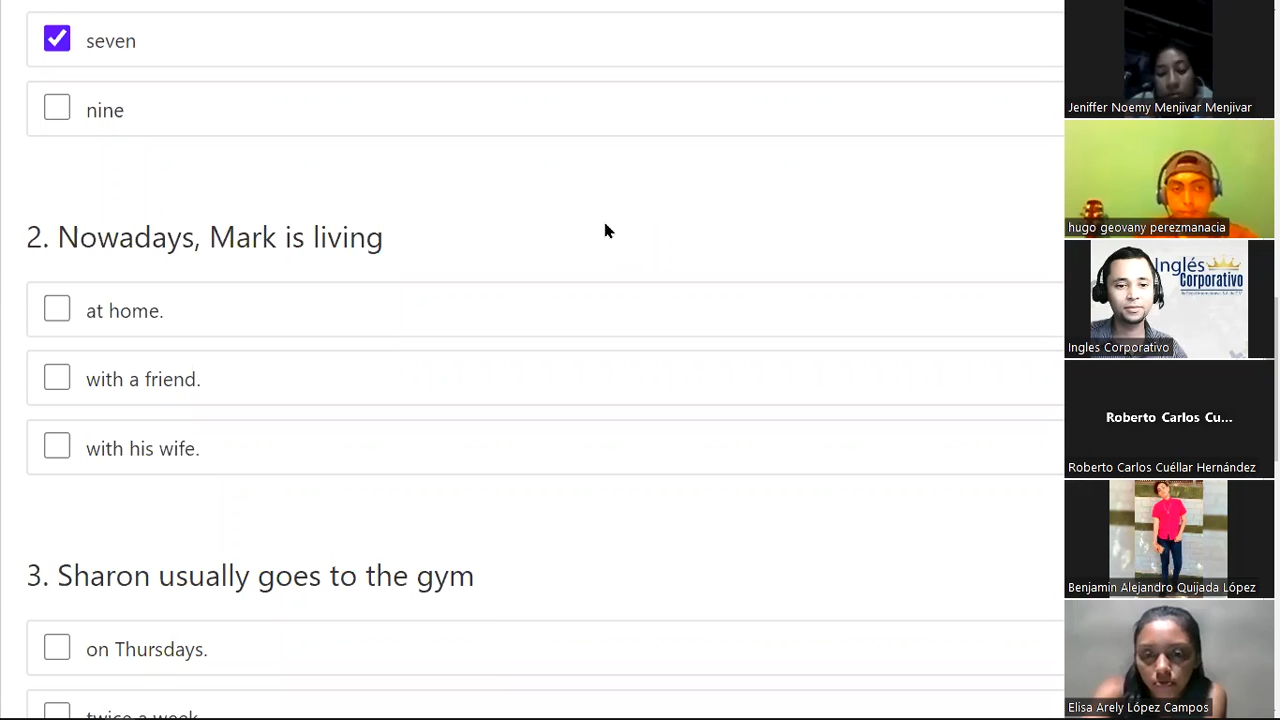 seven
nine
2. Nowadays, Mark is living
at home.
with a friend.
with his wife.
3. Sharon usually goes to the gym
on Thursdays.
twice a week
Jeniffer Noemy Menjivar Menjivar
hugo geovany perezmanacia
Inglés
Corporativo
Ingles Corporativo
Roberto Carlos Cu...
Roberto Carlos Cuéllar Hernández
Benjamin Alejandro Quijada López
Elisa Arely López Campos